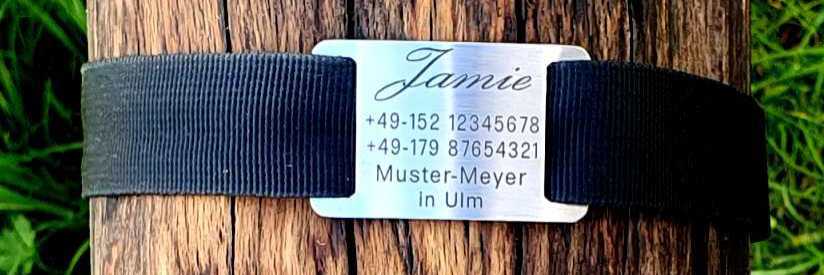 Jamie
+49-152 12345678
+49-179 87654321
Muster-Meyer
in Ulm